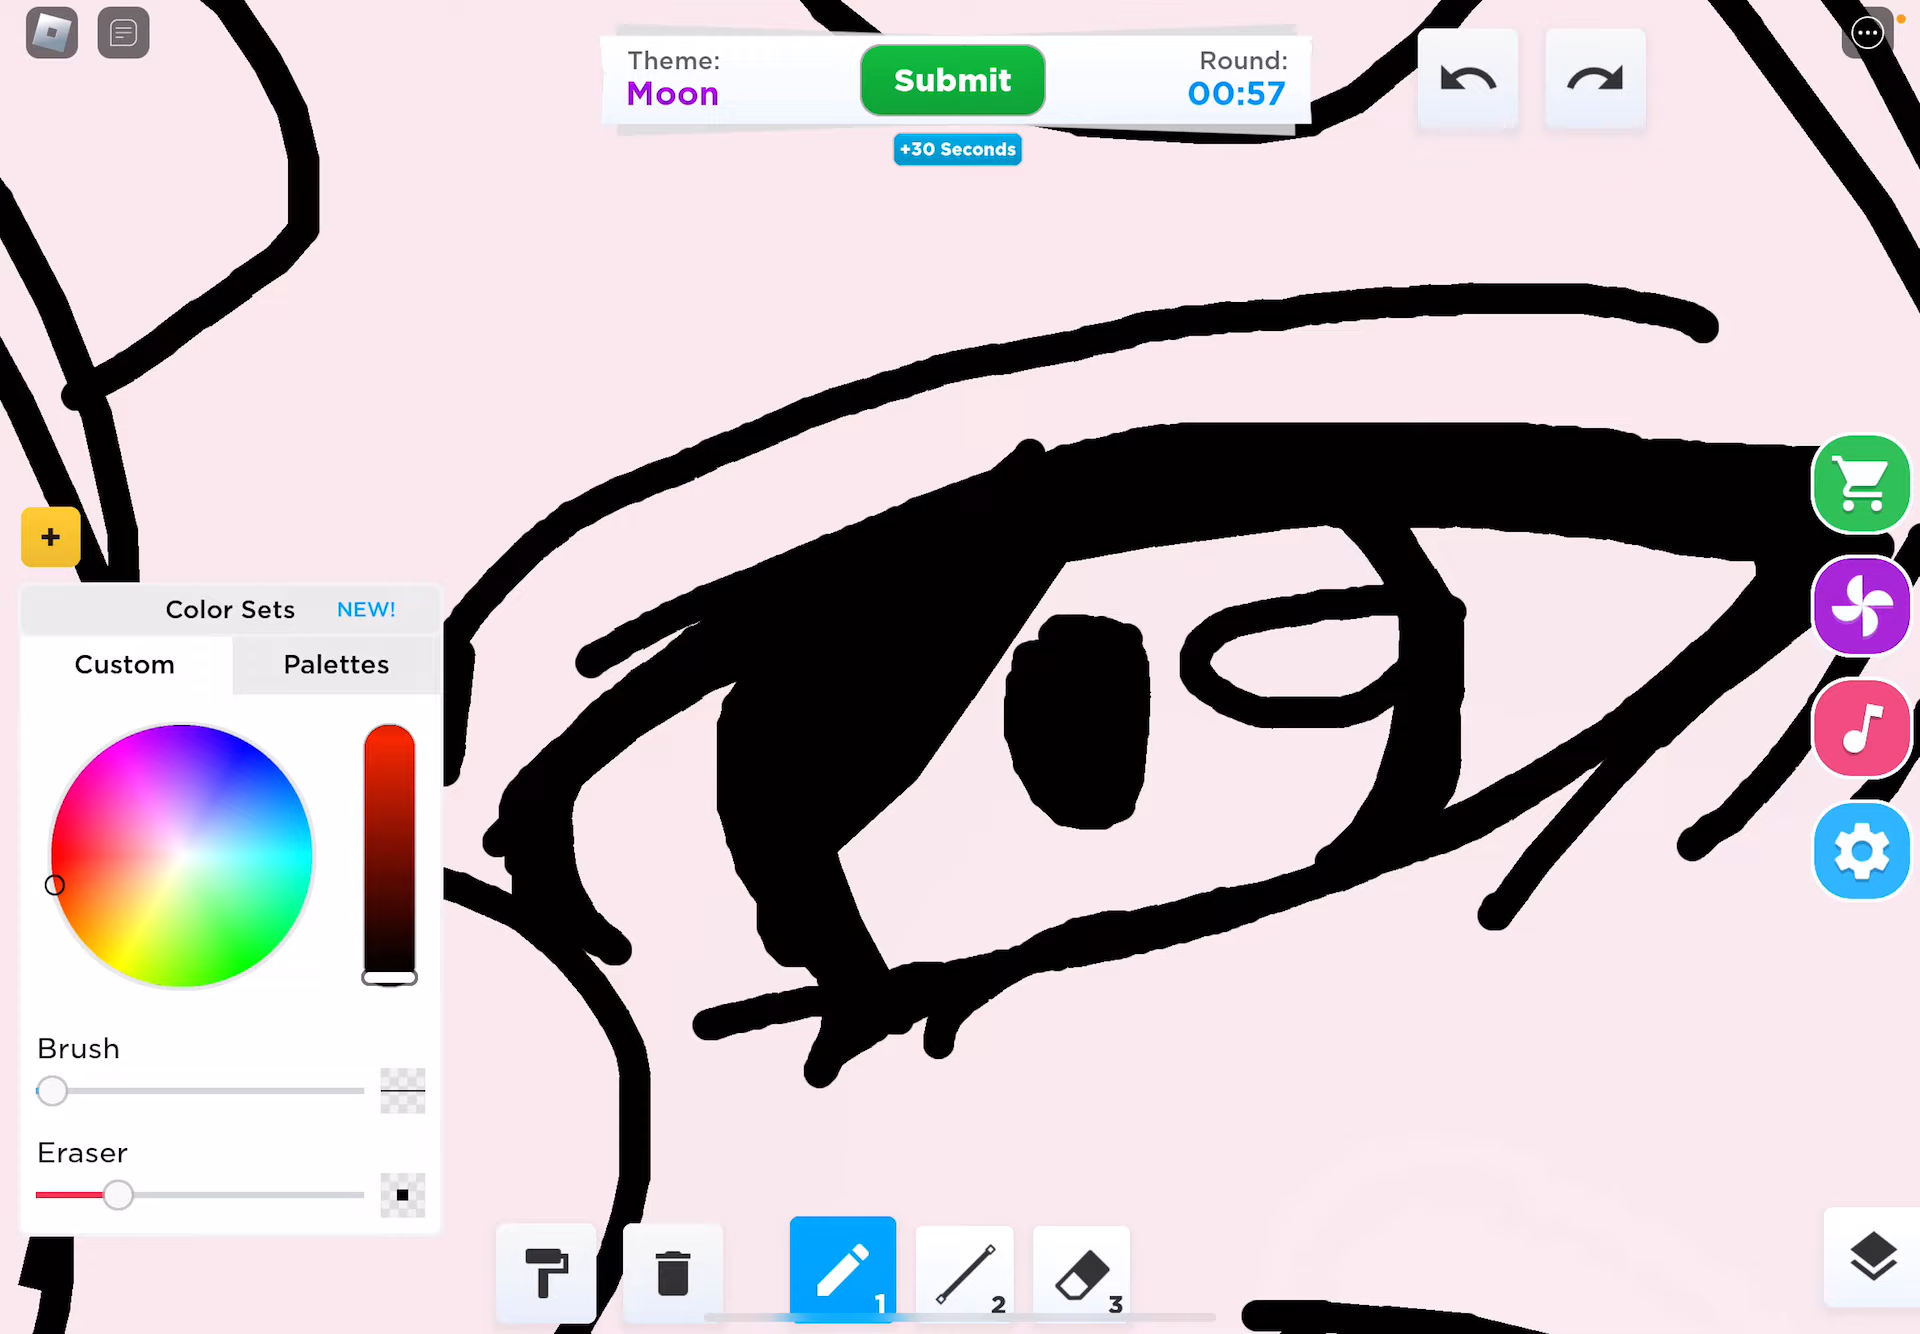 Theme:
Moon
Submit
Round:
00:57
+30 Seconds
+
Color Sets NEW!
Custom Palettes
Brush
Eraser
1
2
3